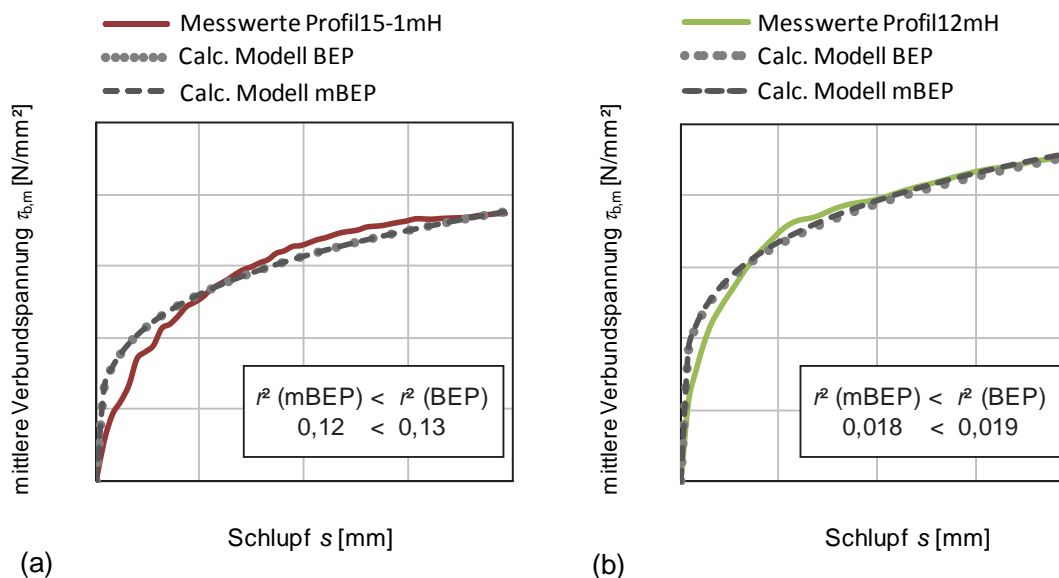 Messwerte Profil15-1mH
Calc. Modell BEP
Calc. Modell mBEP
mittlere Verbundspannung τb,m [N/mm²]
r² (mBEP) < r² (BEP)
0,12 < 0,13
Schlupf s [mm]
(a)
Messwerte Profil12mH
Calc. Modell BEP
Calc. Modell mBEP
mittlere Verbundspannung τb,m [N/mm²]
r² (mBEP) < r² (BEP)
0,018 < 0,019
Schlupf s [mm]
(b)